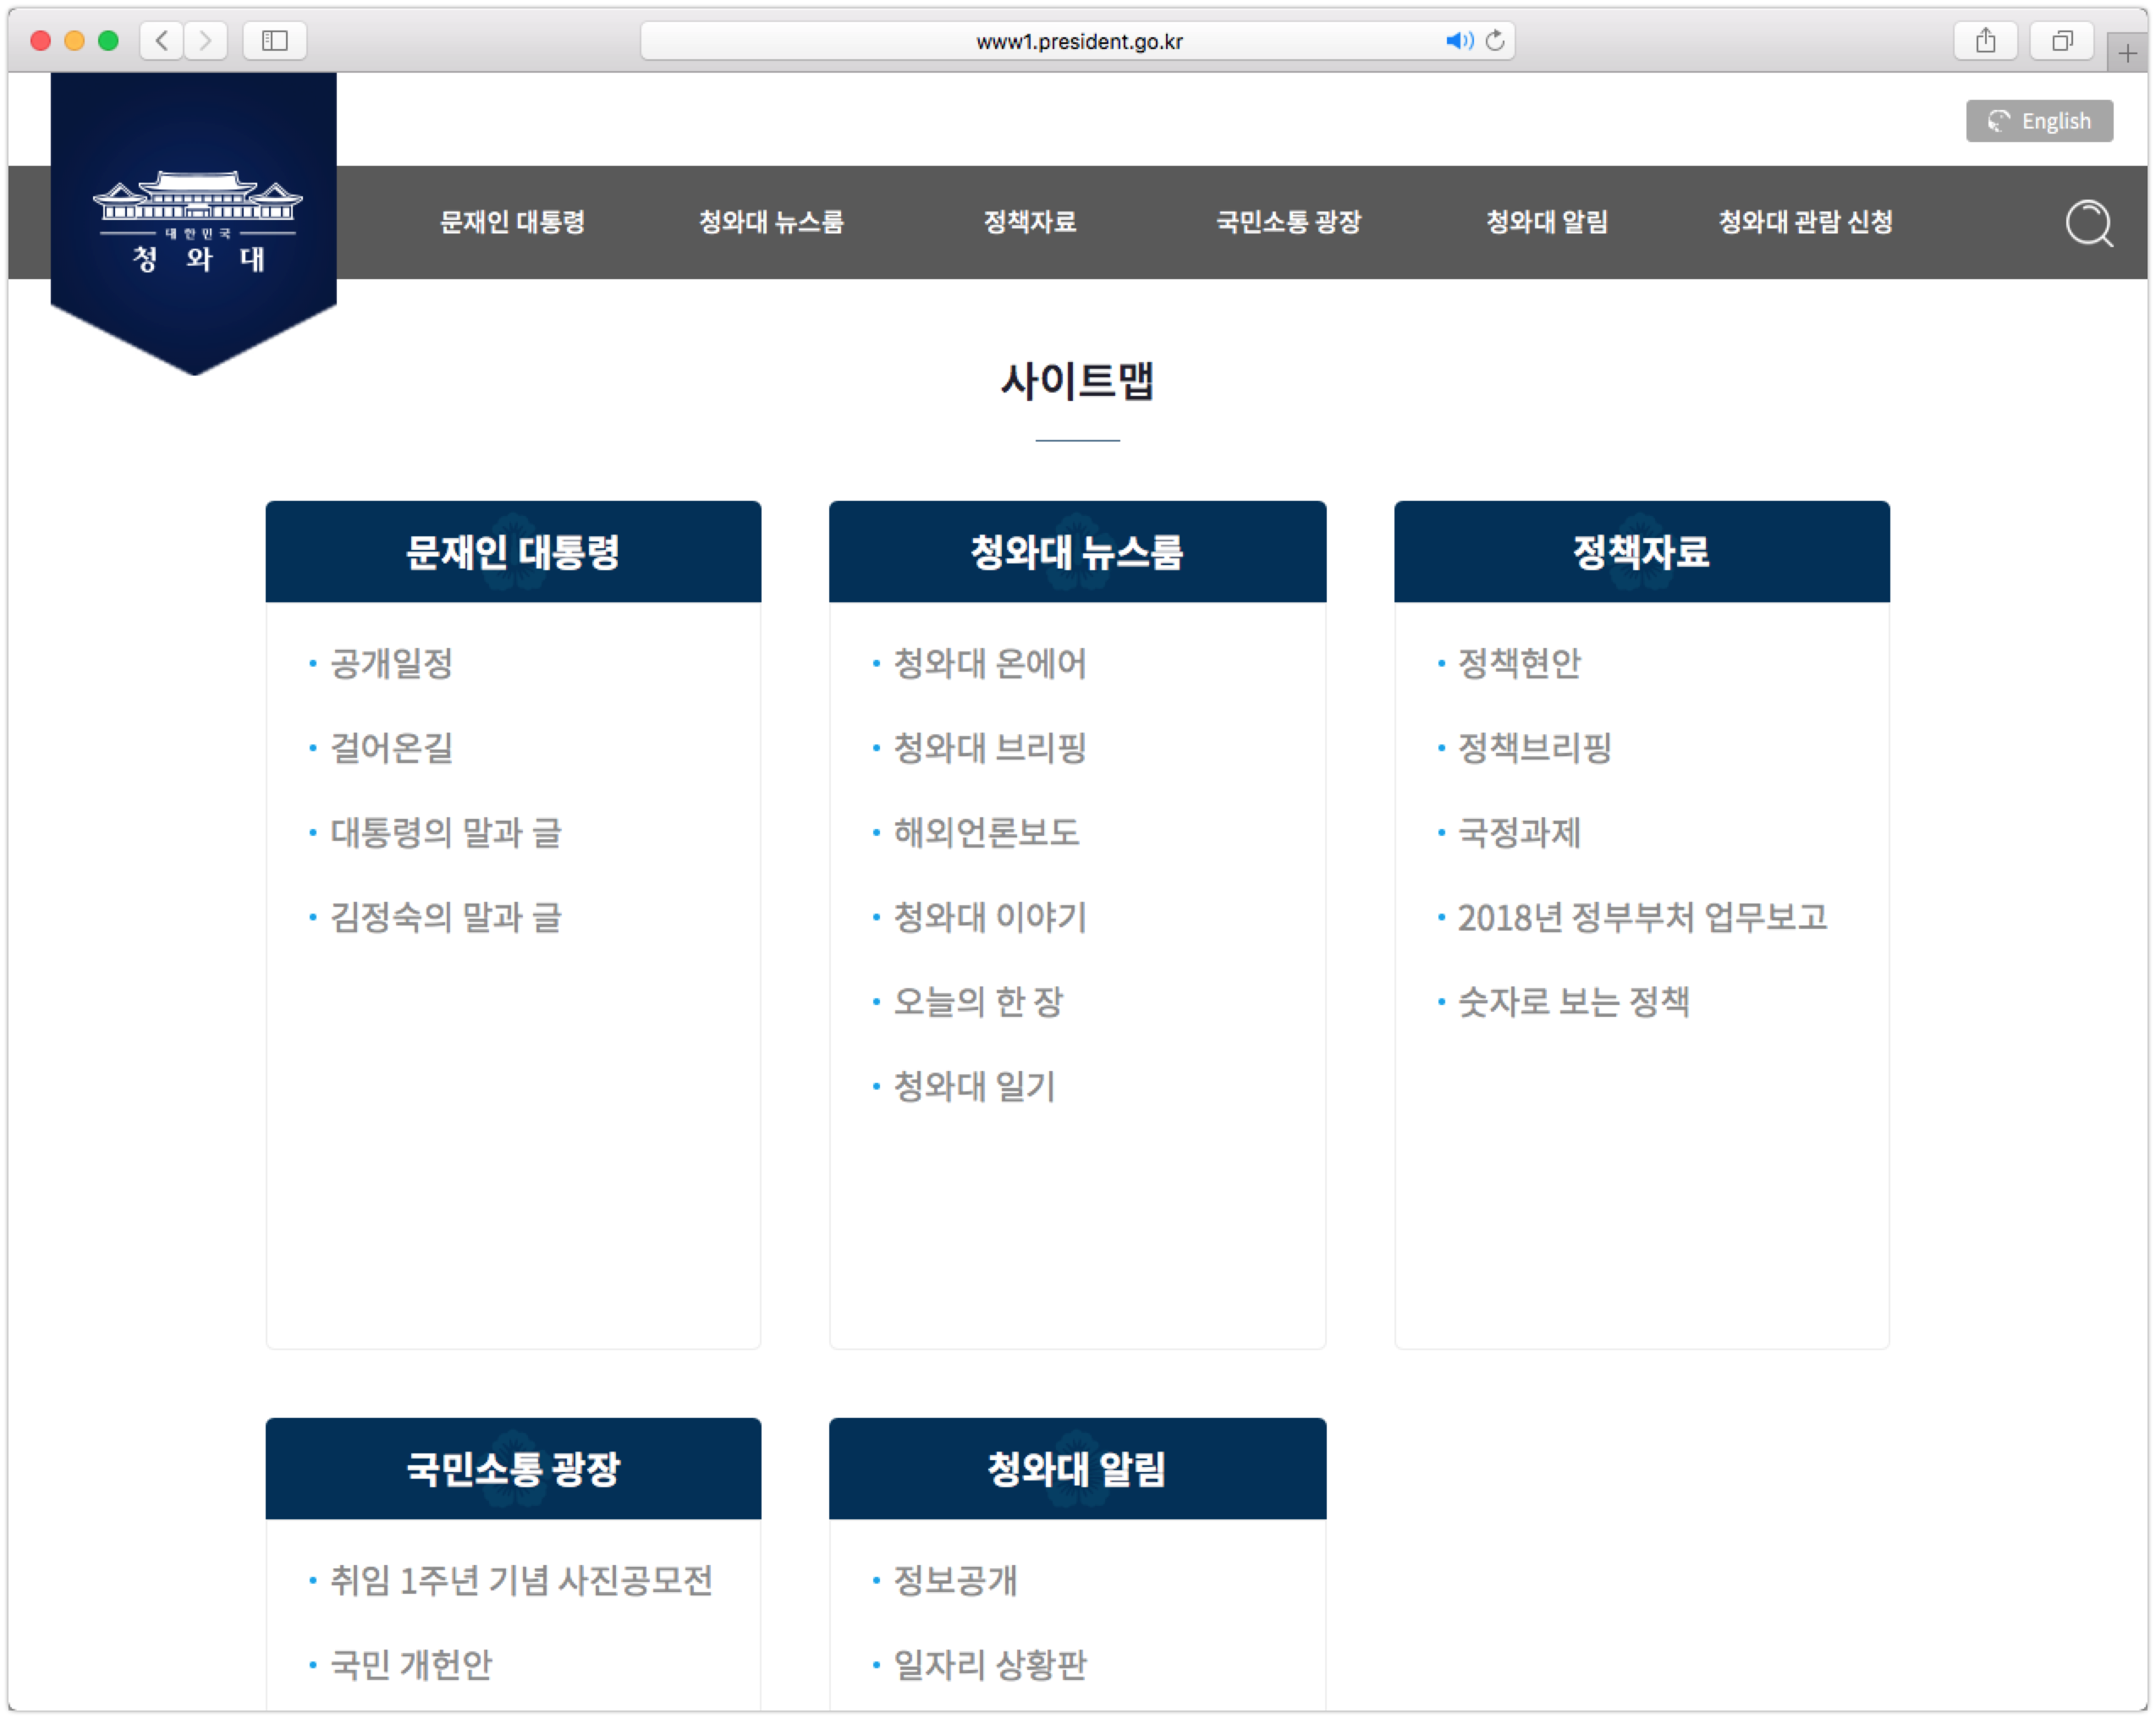 www1.president.go.kr
English
대한민국
청와대
문재인 대통령
청와대 뉴스룸
정책자료
국민소통 광장
청와대 알림
청와대 관람 신청
사이트맵
문재인 대통령
공개일정
걸어온길
대통령의 말과 글
김정숙의 말과 글
청와대 뉴스룸
청와대 온에어
청와대 브리핑
해외언론보도
청와대 이야기
오늘의 한 장
청와대 일기
정책자료
정책현안
정책브리핑
국정과제
2018년 정부부처 업무보고
숫자로 보는 정책
국민소통 광장
취임 1주년 기념 사진공모전
국민 개헌안
청와대 알림
정보공개
일자리 상황판